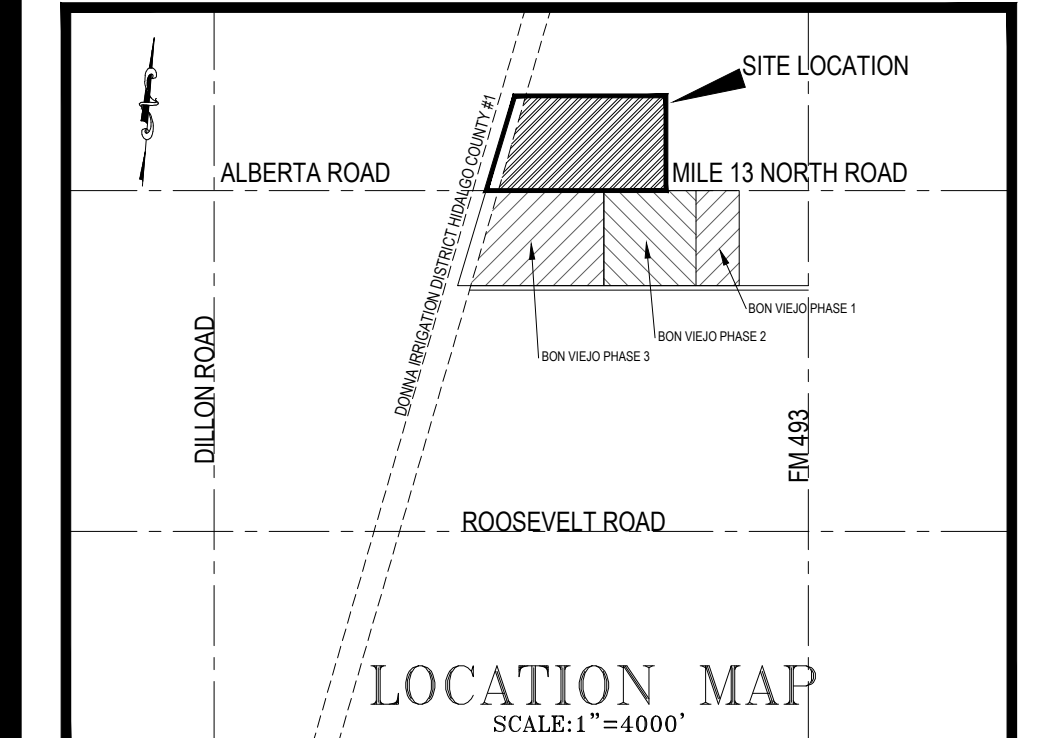 SITE LOCATION
ALBERTA ROAD
MILE 13 NORTH ROAD
DONNA IRRIGATION DISTRICT HIDALGO COUNTY #1
BON VIEJO PHASE 1
BON VIEJO PHASE 2
BON VIEJO PHASE 3
DILLON ROAD
FM 493
ROOSEVELT ROAD
LOCATION MAP
SCALE:1"=4000'